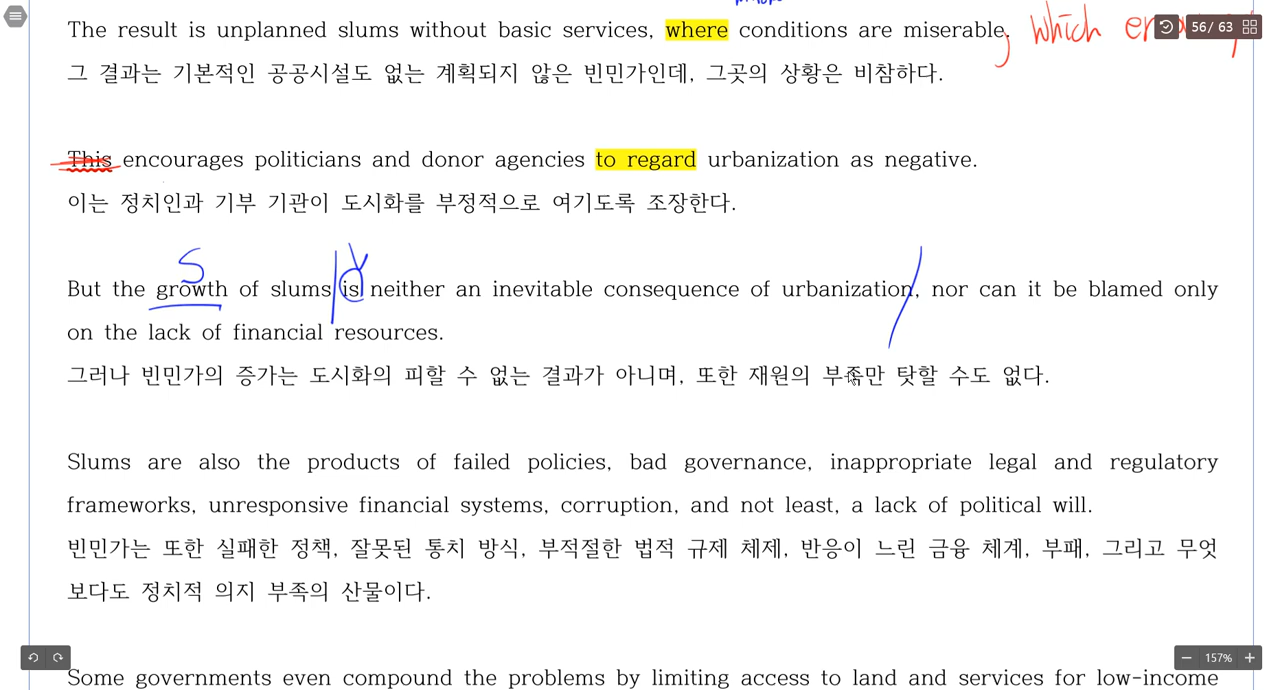 The result is unplanned slums without basic services, where conditions are miserable.
, which
56 / 63
그 결과는 기본적인 공공시설도 없는 계획되지 않은 빈민가인데, 그곳의 상황은 비참하다.
This encourages politicians and donor agencies to regard urbanization as negative.
이는 정치인과 기부 기관이 도시화를 부정적으로 여기도록 조장한다.
S V
But the growth of slums is neither an inevitable consequence of urbanization, nor can it be blamed only
on the lack of financial resources.
그러나 빈민가의 증가는 도시화의 피할 수 없는 결과가 아니며, 또한 재원의 부족만 탓할 수도 없다.
Slums are also the products of failed policies, bad governance, inappropriate legal and regulatory
frameworks, unresponsive financial systems, corruption, and not least, a lack of political will.
빈민가는 또한 실패한 정책, 잘못된 통치 방식, 부적절한 법적 규제 체제, 반응이 느린 금융 체계, 부패, 그리고 무엇
보다도 정치적 의지 부족의 산물이다.
157%
Some governments even compound the problems by limiting access to land and services for low-income